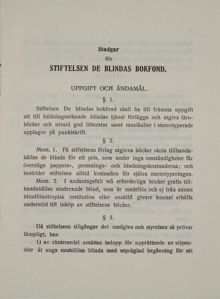 Stadgar
för
STIFTELSEN DE BLINDAS BOKFOND.
UPPGIFT OCH ÄNDAMÅL.
§ 1.
Stiftelsen De blindas bokfond skall ha till främsta uppgift
att till bildningssökande blindas tjänst förlägga och utgiva läro-
böcker och utvald god litteratur samt musikalier i stereotyperade
upplagor på punktskrift.
§ 2.
Mom. 1. På stiftelsens förlag utgivna böcker skola tillhanda-
hållas de blinda för ett pris, som under inga omständigheter får
överstiga pappers-, pressnings- och bindningskostnaderna; och
bestrider stiftelsen alltid kostnaden för själva stereotyperingen.
Mom. 2. I undantagsfall må erforderliga böcker gratis till-
handahållas studerande blind, som är medellös och ej från annan
blindfilantropisk institution eller enskild givare kunnat erhålla
understöd till inköp av stiftelsens böcker.
§ 3.
Då stiftelsens tillgångar det medgiva och styrelsen så prövar
lämpligt, kan
1) av räntemedel anslås belopp för upprättande av stipen-
dier åt unga medellösa blinda med utpräglad begåvning för att